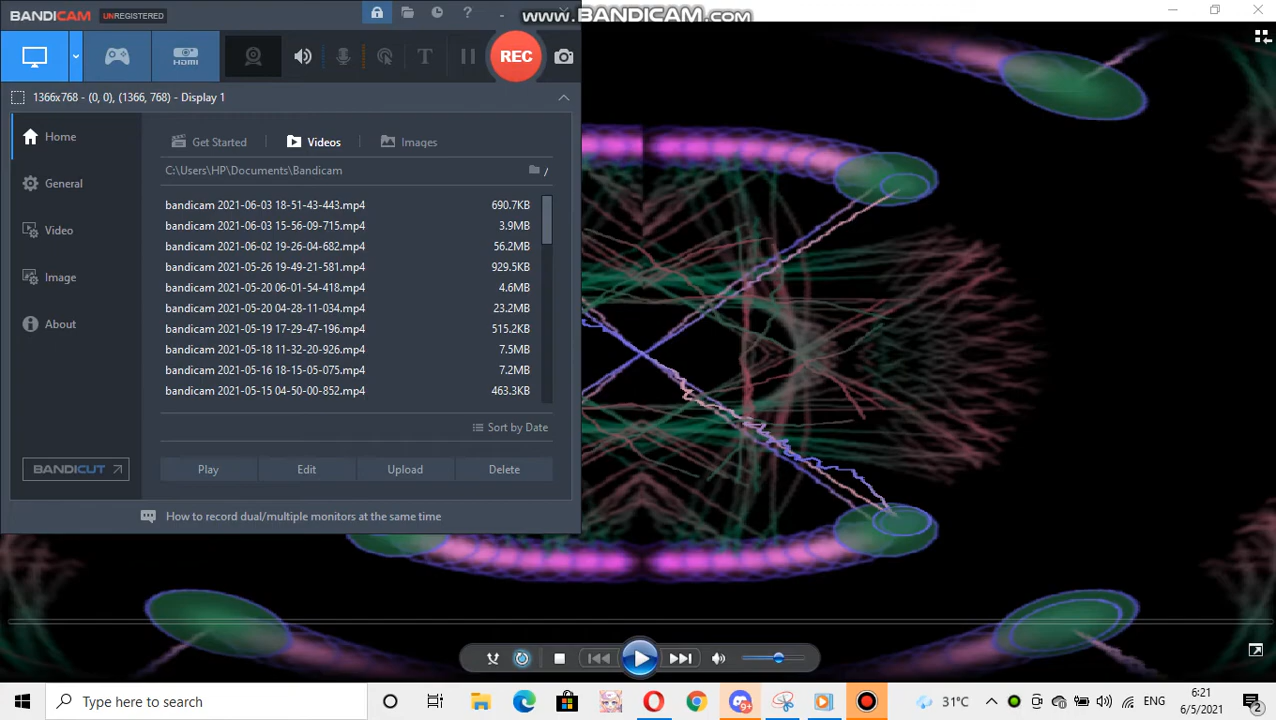 BANDICAM UNREGISTERED
www.BANDICAM.com
HDMI
T
REC
1366x768 - (0, 0), (1366, 768) - Display 1
Home
General
Video
Image
About
BANDICUT
Get Started
Videos
Images
C:\Users\HP\Documents\Bandicam
/
bandicam 2021-06-03 18-51-43-443.mp4 690.7KB
bandicam 2021-06-03 15-56-09-715.mp4 3.9MB
bandicam 2021-06-02 19-26-04-682.mp4 56.2MB
bandicam 2021-05-26 19-49-21-581.mp4 929.5KB
bandicam 2021-05-20 06-01-54-418.mp4 4.6MB
bandicam 2021-05-20 04-28-11-034.mp4 23.2MB
bandicam 2021-05-19 17-29-47-196.mp4 515.2KB
bandicam 2021-05-18 11-32-20-926.mp4 7.5MB
bandicam 2021-05-16 18-15-05-075.mp4 7.2MB
bandicam 2021-05-15 04-50-00-852.mp4 463.3KB
Sort by Date
Play
Edit
Upload
Delete
How to record dual/multiple monitors at the same time
Type here to search
9+
31°C
ENG
6:21
6/5/2021
2